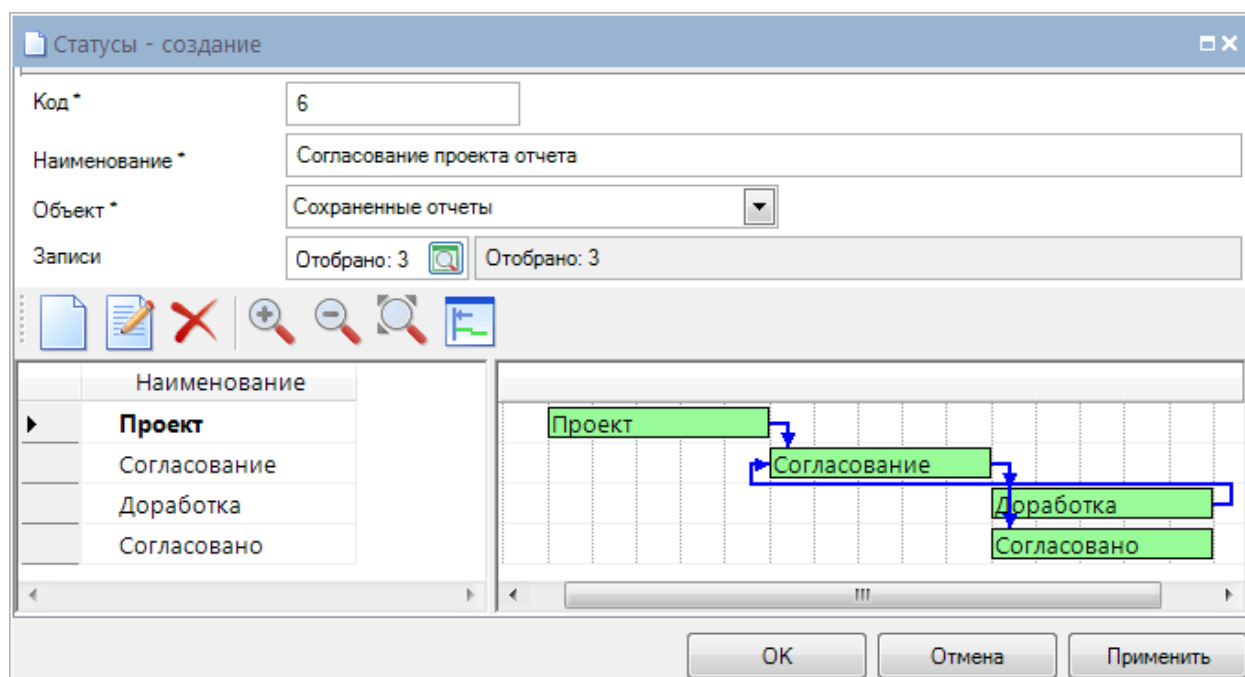 Статусы - создание
Код *
6
Наименование *
Согласование проекта отчета
Объект *
Сохраненные отчеты
Записи
Отобрано: 3
Отобрано: 3
Наименование
Проект
Проект
Согласование
Согласование
Доработка
Доработка
Согласовано
Согласовано
OK
Отмена
Применить